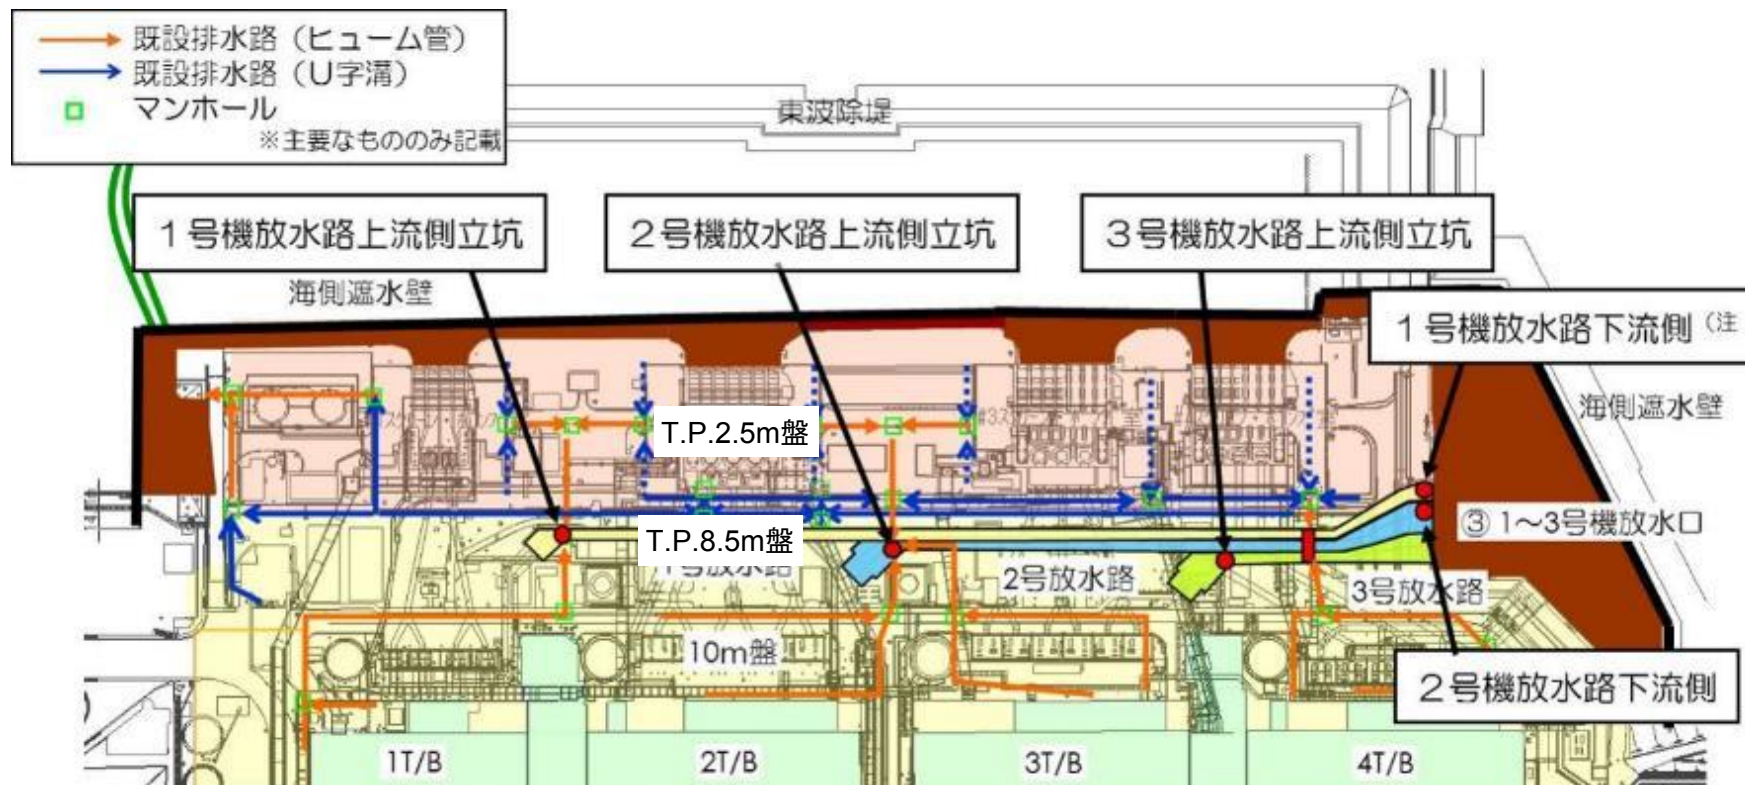 既設排水路（ヒューム管）
既設排水路（U字溝）
マンホール
※主要なもののみ記載
東波除堤
1号機放水路上流側立坑
2号機放水路上流側立坑
3号機放水路上流側立坑
海側遮水壁
1号機放水路下流側（注
海側遮水壁
T.P.2.5m盤
T.P.8.5m盤
③ 1～3号機放水口
1号放水路
2号放水路
3号放水路
10m盤
2号機放水路下流側
1T/B
2T/B
3T/B
4T/B